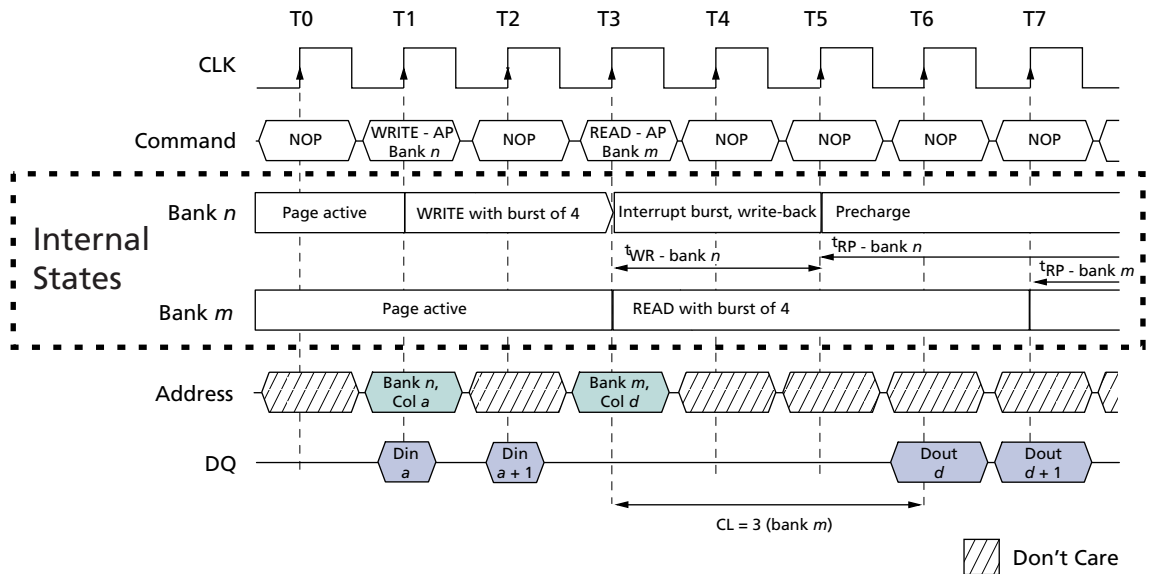 T0 T1 T2 T3 T4 T5 T6 T7
CLK
Command NOP WRITE - AP Bank n NOP READ - AP Bank m NOP NOP NOP NOP
Internal States
Bank n Page active WRITE with burst of 4 Interrupt burst, write-back Precharge
tWR - bank n tRP - bank n
tRP - bank m
Bank m Page active READ with burst of 4
Address Bank n, Col a Bank m, Col d
DQ Din a Din a + 1 Dout d Dout d + 1
CL = 3 (bank m)
Don't Care